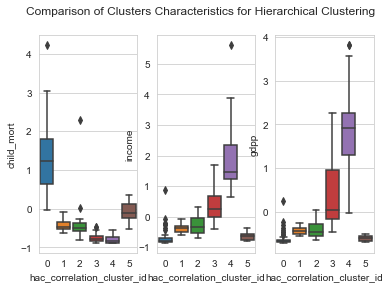 Comparison of Clusters Characteristics for Hierarchical Clustering
child_mort
4
3
2
1
0
−1
0 1 2 3 4 5
hac_correlation_cluster_id
income
5
4
3
2
1
0
−1
0 1 2 3 4 5
hac_correlation_cluster_id
gdpp
4
3
2
1
0
0 1 2 3 4 5
hac_correlation_cluster_id